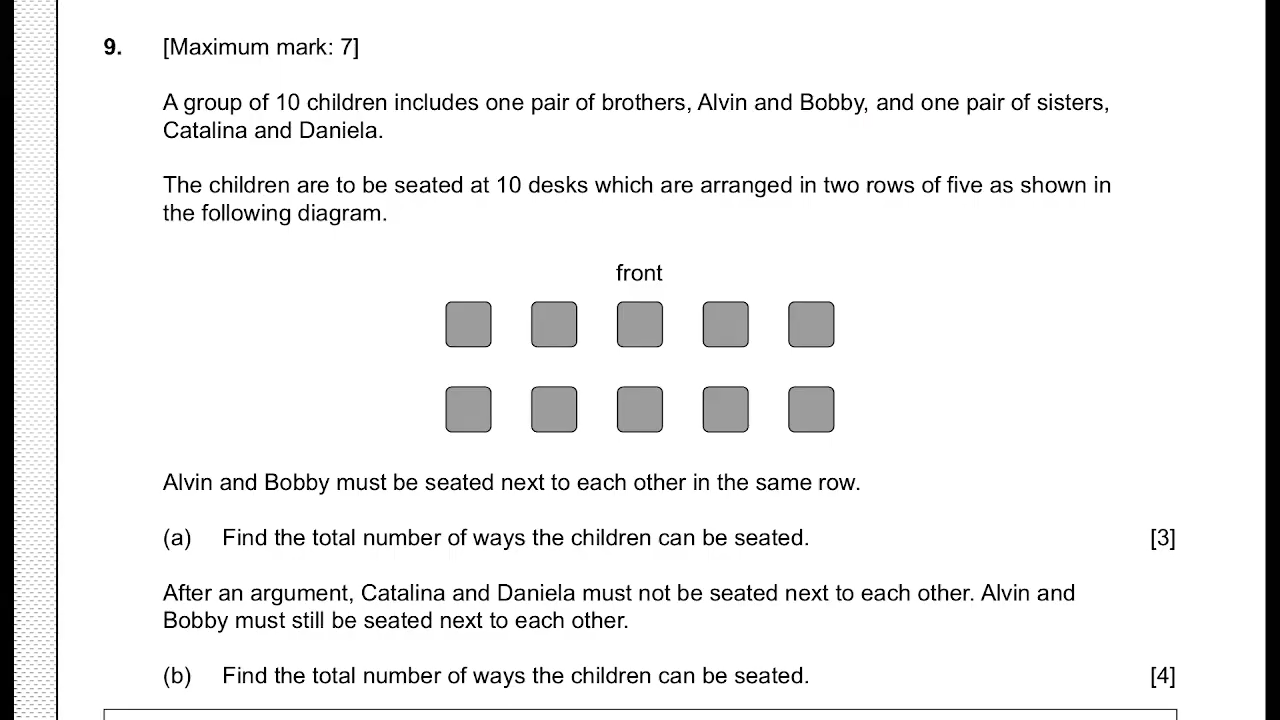 9. [Maximum mark: 7]
A group of 10 children includes one pair of brothers, Alvin and Bobby, and one pair of sisters,
Catalina and Daniela.
The children are to be seated at 10 desks which are arranged in two rows of five as shown in
the following diagram.
front
Alvin and Bobby must be seated next to each other in the same row.
(a) Find the total number of ways the children can be seated. [3]
After an argument, Catalina and Daniela must not be seated next to each other. Alvin and
Bobby must still be seated next to each other.
(b) Find the total number of ways the children can be seated. [4]